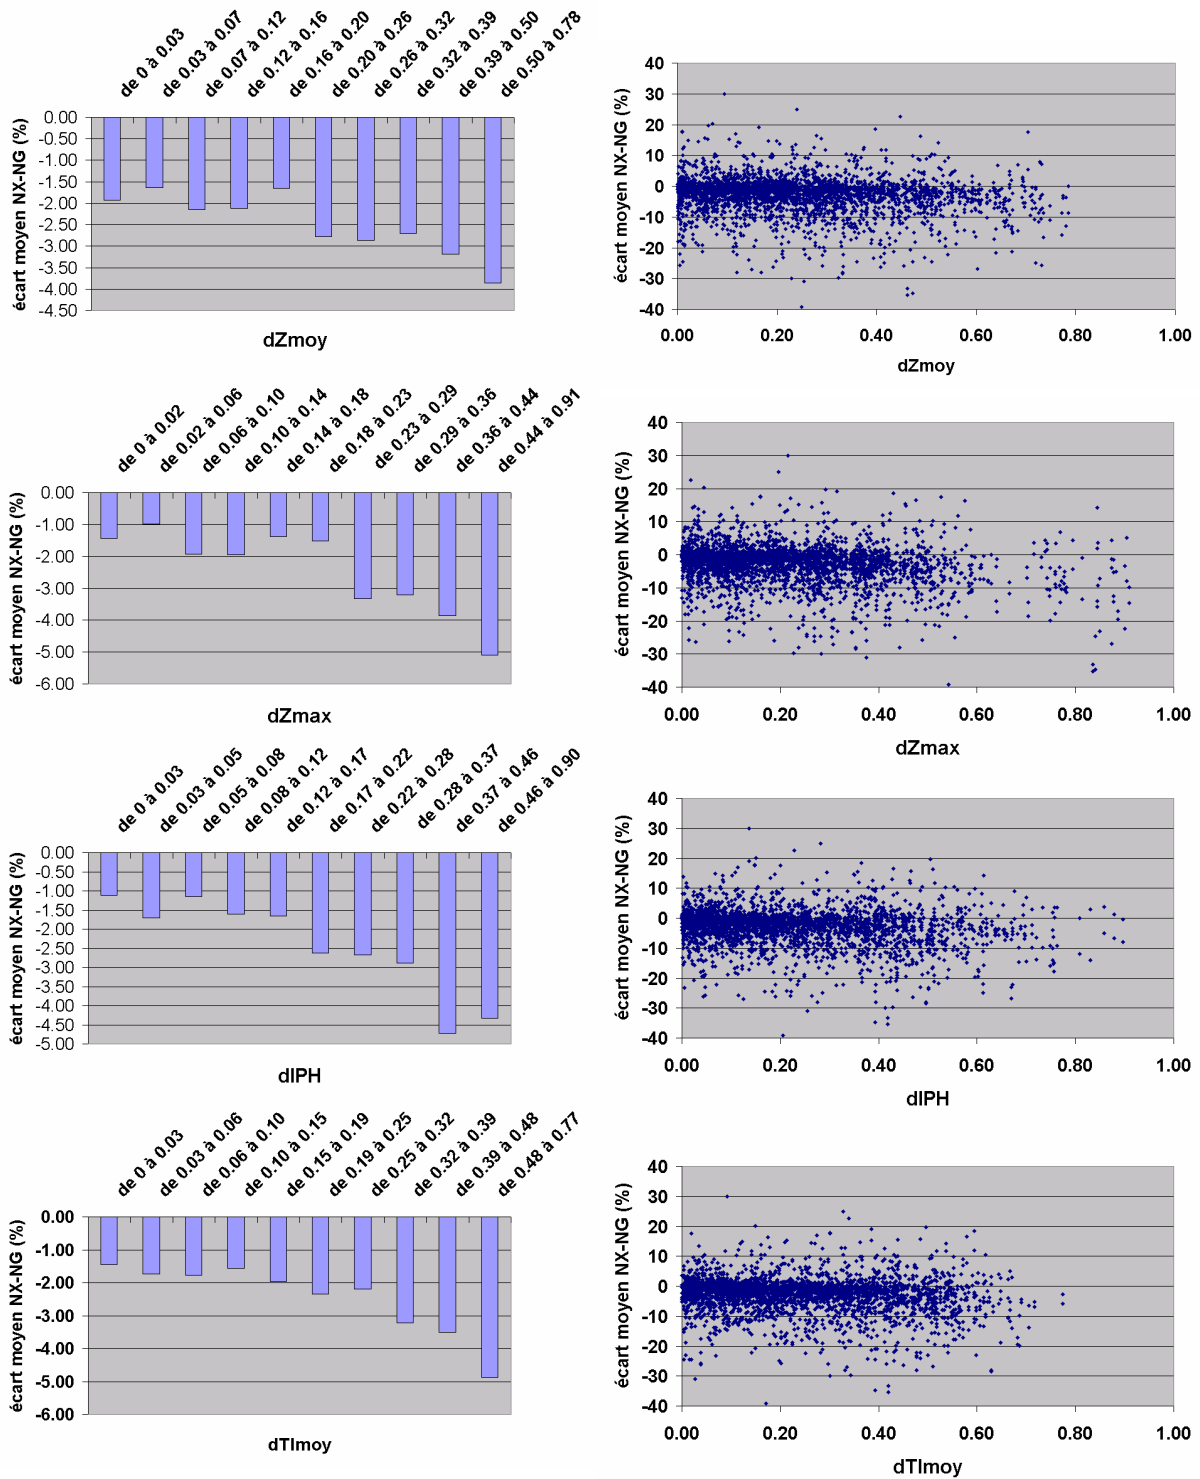 de 0 à 0.03
de 0.03 à 0.07
de 0.07 à 0.12
de 0.12 à 0.16
de 0.16 à 0.20
de 0.20 à 0.26
de 0.26 à 0.32
de 0.32 à 0.39
de 0.39 à 0.50
de 0.50 à 0.78
écart moyen NX-NG (%)
0.00
-0.50
-1.00
-1.50
-2.00
-2.50
-3.00
-3.50
-4.00
-4.50
dZmoy
écart moyen NX-NG (%)
40
30
20
10
0
-10
-20
-30
-40
0.00 0.20 0.40 0.60 0.80 1.00
dZmoy
de 0 à 0.02
de 0.02 à 0.06
de 0.06 à 0.10
de 0.10 à 0.14
de 0.14 à 0.18
de 0.18 à 0.23
de 0.23 à 0.29
de 0.29 à 0.36
de 0.36 à 0.44
de 0.44 à 0.91
écart moyen NX-NG (%)
0.00
-1.00
-2.00
-3.00
-4.00
-5.00
-6.00
dZmax
écart moyen NX-NG (%)
40
30
20
10
0
-10
-20
-30
-40
0.00 0.20 0.40 0.60 0.80 1.00
dZmax
de 0 à 0.03
de 0.03 à 0.05
de 0.05 à 0.08
de 0.08 à 0.12
de 0.12 à 0.17
de 0.17 à 0.22
de 0.22 à 0.28
de 0.28 à 0.37
de 0.37 à 0.46
de 0.46 à 0.90
écart moyen NX-NG (%)
0.00
-0.50
-1.00
-1.50
-2.00
-2.50
-3.00
-3.50
-4.00
-4.50
-5.00
dIPH
écart moyen NX-NG (%)
40
30
20
10
0
-10
-20
-30
-40
0.00 0.20 0.40 0.60 0.80 1.00
dIPH
de 0 à 0.03
de 0.03 à 0.06
de 0.06 à 0.10
de 0.10 à 0.15
de 0.15 à 0.19
de 0.19 à 0.25
de 0.25 à 0.32
de 0.32 à 0.39
de 0.39 à 0.48
de 0.48 à 0.77
écart moyen NX-NG (%)
0.00
-1.00
-2.00
-3.00
-4.00
-5.00
-6.00
dTImoy
écart moyen NX-NG (%)
40
30
20
10
0
-10
-20
-30
-40
0.00 0.20 0.40 0.60 0.80 1.00
dTImoy